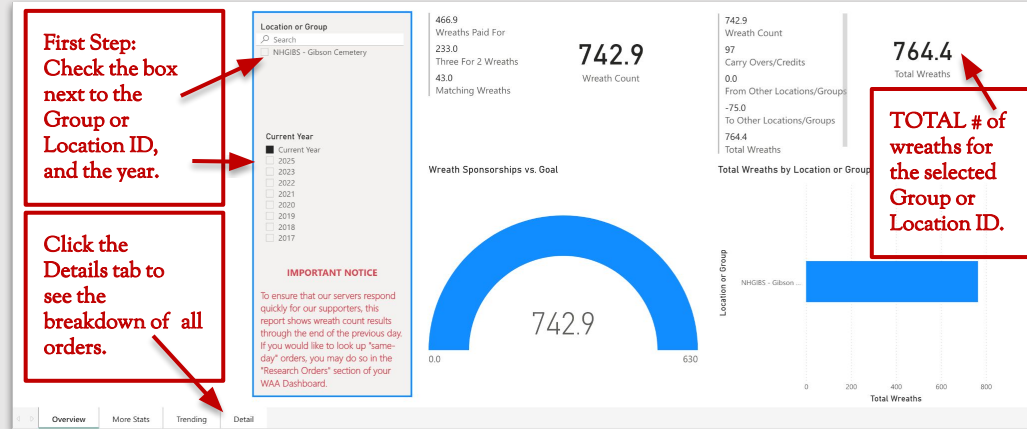 First Step:
Check the box
next to the
Group or
Location ID,
and the year.
Click the
Details tab to
see the
breakdown of all
orders.
Location or Group
Search
NHGIBS - Gibson Cemetery
Current Year
Current Year
2025
2023
2022
2021
2020
2019
2018
2017
IMPORTANT NOTICE
To ensure that our servers respond
quickly for our supporters, this
report shows wreath count results
through the end of the previous day.
If you would like to look up "same-
day" orders, you may do so in the
"Research Orders" section of your
WAA Dashboard.
466.9
Wreaths Paid For
233.0
Three For 2 Wreaths
43.0
Matching Wreaths
742.9
Wreath Count
742.9
Wreath Count
97
Carry Overs/Credits
0.0
From Other Locations/Groups
-75.0
To Other Locations/Groups
764.4
Total Wreaths
764.4
Total Wreaths
TOTAL # of
wreaths for
the selected
Group or
Location ID.
Wreath Sponsorships vs. Goal
742.9
0.0
630
Total Wreaths by Location or Group
Location or Group
NHGIBS - Gibson ...
0 200 400 600 800
Total Wreaths
Overview More Stats Trending Detail